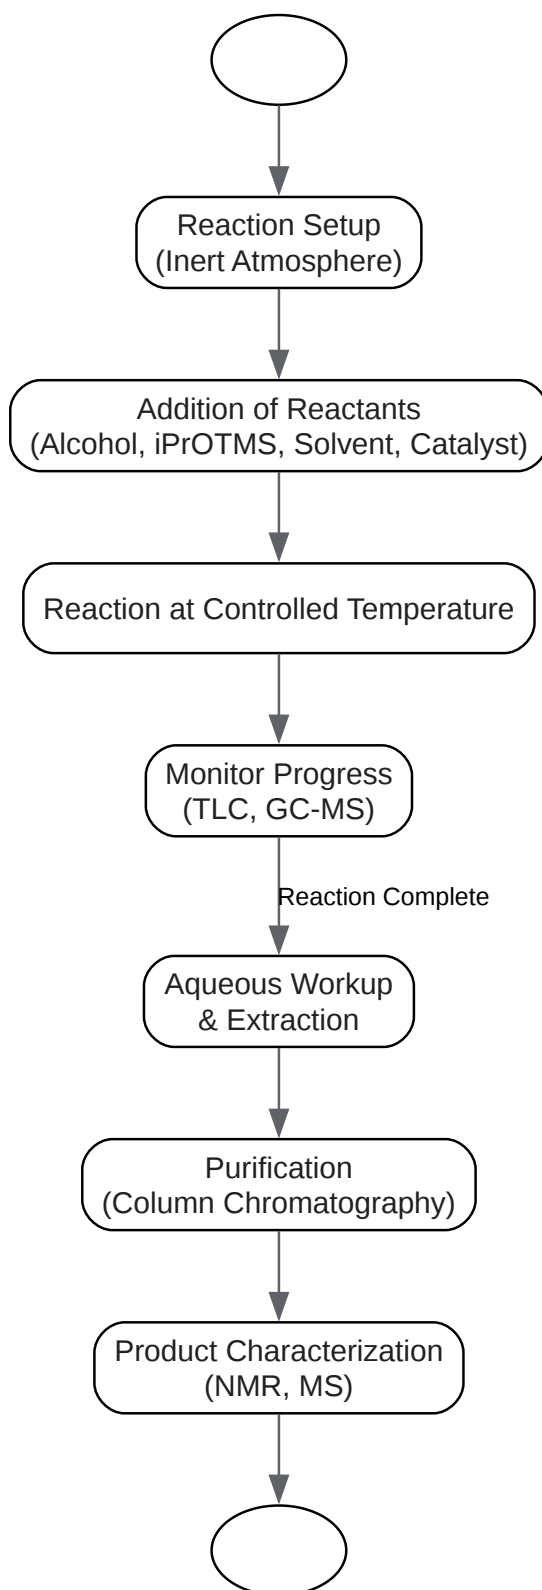 Reaction Setup
(Inert Atmosphere)
Addition of Reactants
(Alcohol, iPrOTMS, Solvent, Catalyst)
Reaction at Controlled Temperature
Monitor Progress
(TLC, GC-MS)
Reaction Complete
Aqueous Workup
& Extraction
Purification
(Column Chromatography)
Product Characterization
(NMR, MS)